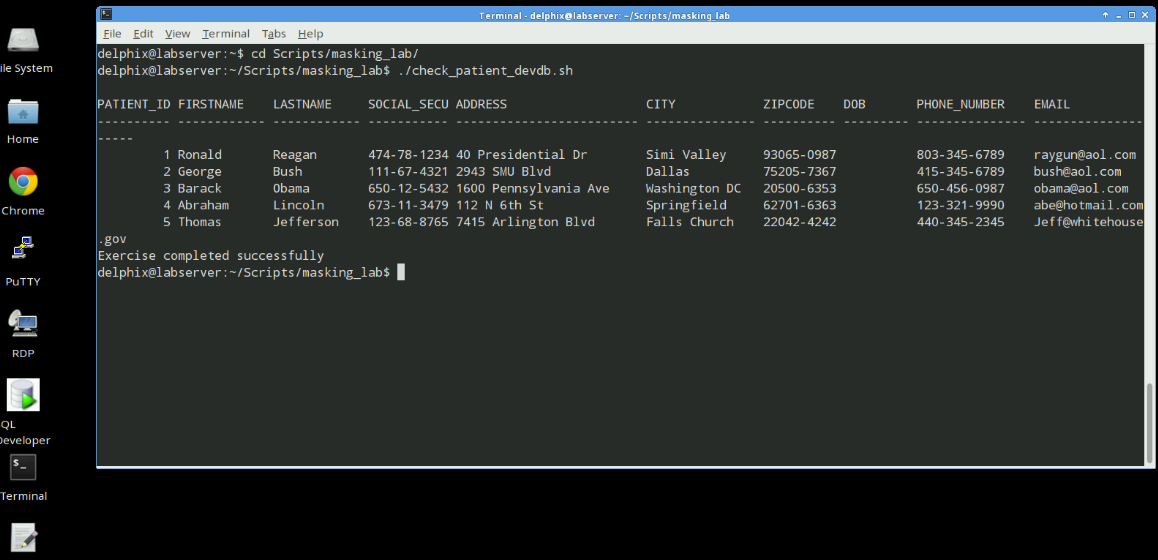 Terminal - delphix@labserver: ~/Scripts/masking_lab
File Edit View Terminal Tabs Help
delphix@labserver:~$ cd Scripts/masking_lab/
delphix@labserver:~/Scripts/masking_lab$ ./check_patient_devdb.sh
PATIENT_ID FIRSTNAME LASTNAME SOCIAL_SECU ADDRESS CITY ZIPCODE DOB PHONE_NUMBER EMAIL
---------- ------------ ----------- ----------- ------------------------- --------------- ---------- --------- --------------- ---------------
-----
1 Ronald Reagan 474-78-1234 40 Presidential Dr Simi Valley 93065-0987 803-345-6789 raygun@aol.com
2 George Bush 111-67-4321 2943 SMU Blvd Dallas 75205-7367 415-345-6789 bush@aol.com
3 Barack Obama 650-12-5432 1600 Pennsylvania Ave Washington DC 20500-6353 650-456-0987 obama@aol.com
4 Abraham Lincoln 673-11-3479 112 N 6th St Springfield 62701-6363 123-321-9990 abe@hotmail.com
5 Thomas Jefferson 123-68-8765 7415 Arlington Blvd Falls Church 22042-4242 440-345-2345 Jeff@whitehouse
.gov
Exercise completed successfully
delphix@labserver:~/Scripts/masking_lab$
ile System
Home
Chrome
PuTTY
RDP
QL
Developer
$_
Terminal